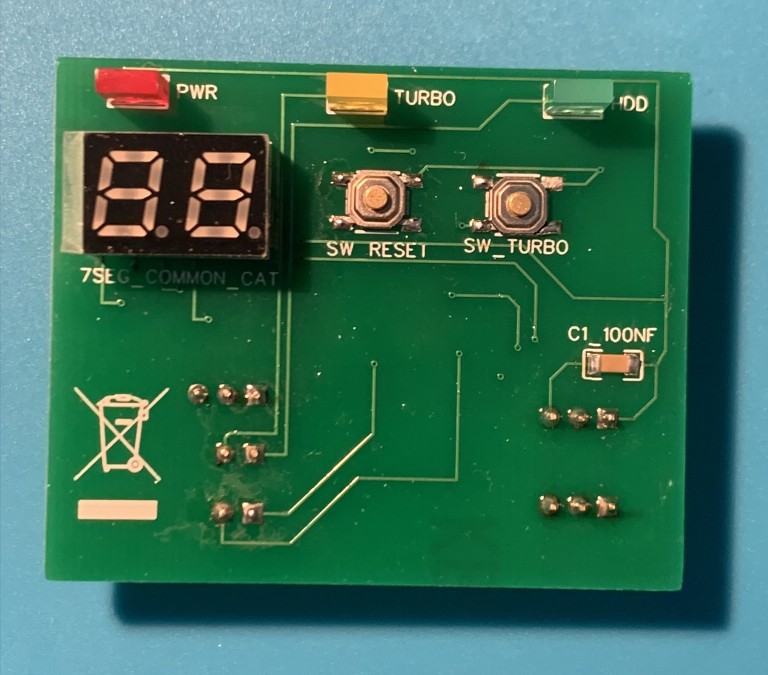 PWR
TURBO
HDD
SW_RESET
SW_TURBO
7SEG_COMMON_CAT
C1_100NF